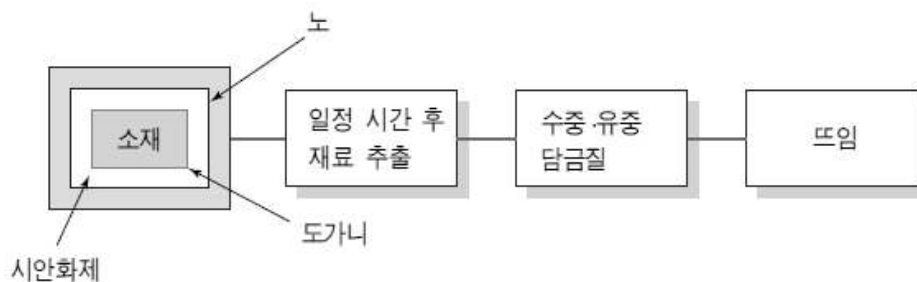 노
소재
일정 시간 후
재료 추출
수중·유중
담금질
뜨임
도가니
시안화제